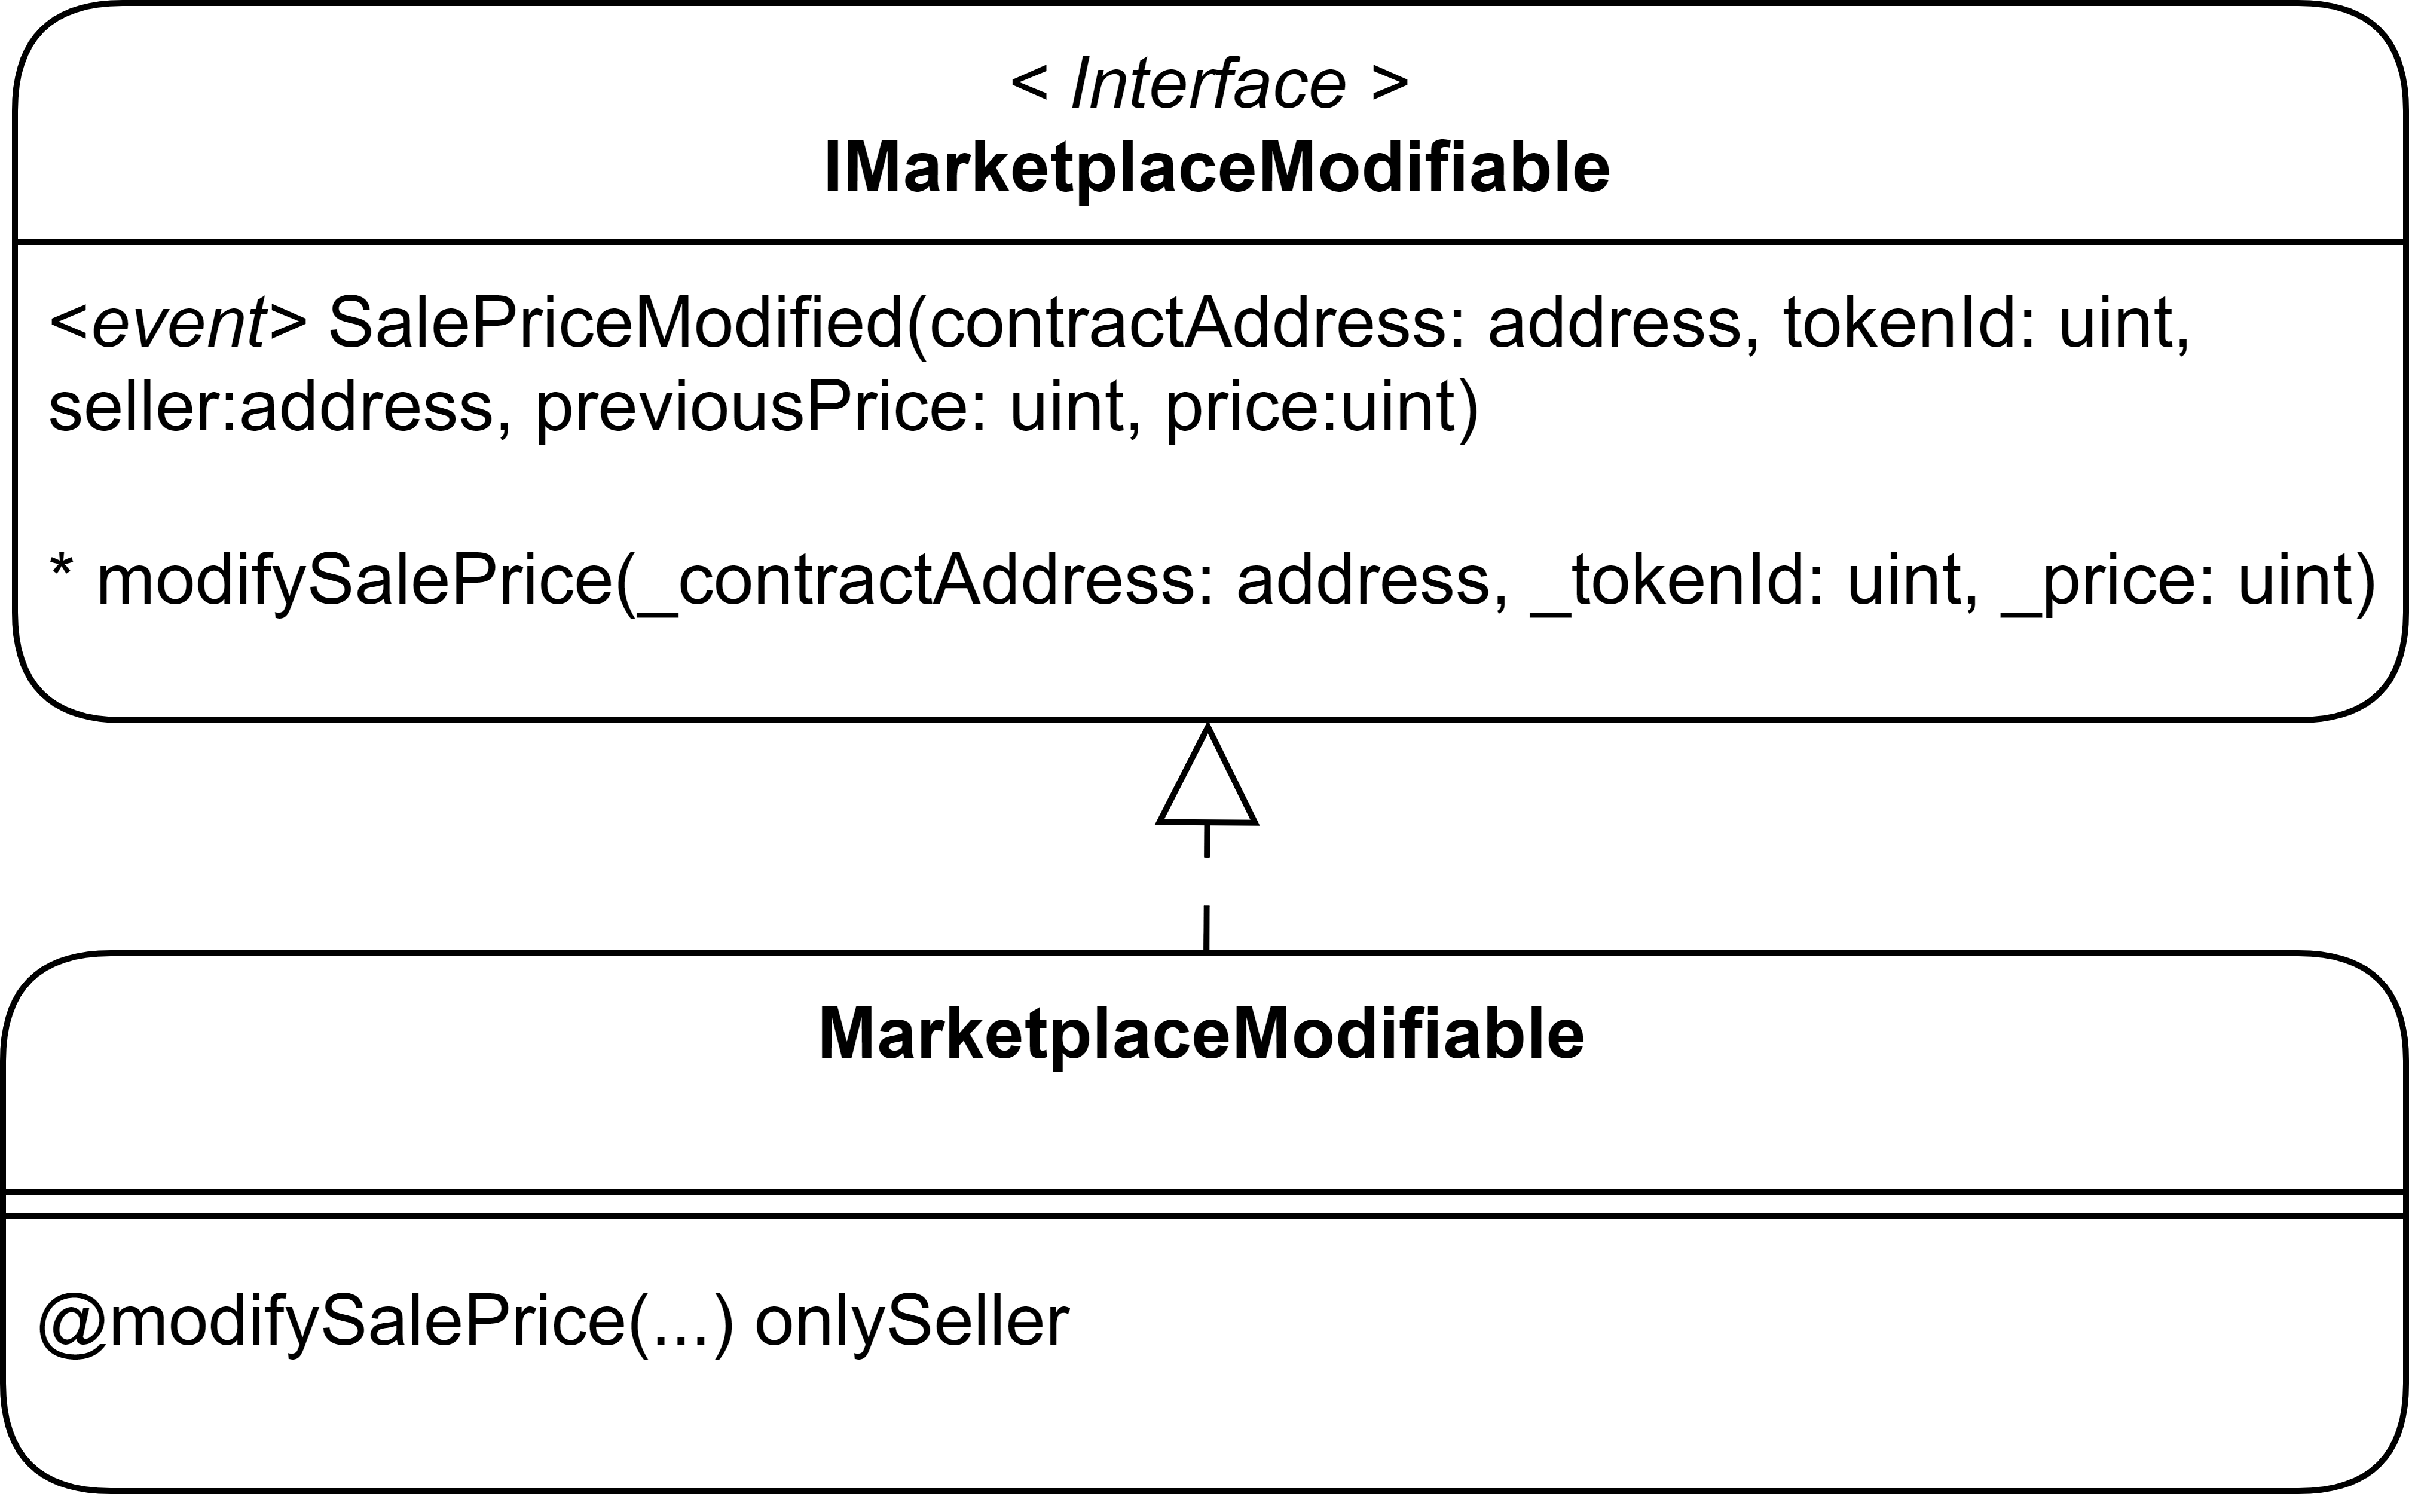 < Interface >
IMarketplaceModifiable
<event> SalePriceModified(contractAddress: address, tokenId: uint,
seller:address, previousPrice: uint, price:uint)
* modifySalePrice(_contractAddress: address, _tokenId: uint, _price: uint)
MarketplaceModifiable
@modifySalePrice(...) onlySeller